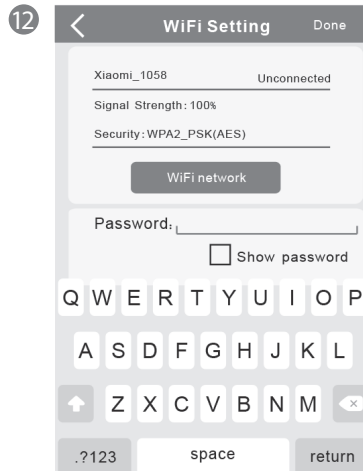 12
WiFi Setting Done
Xiaomi_1058 Unconnected
Signal Strength: 100%
Security: WPA2_PSK(AES)
WiFi network
Password:
Show password
Q W E R T Y U I O P
A S D F G H J K L
Z X C V B N M
.?123 space return